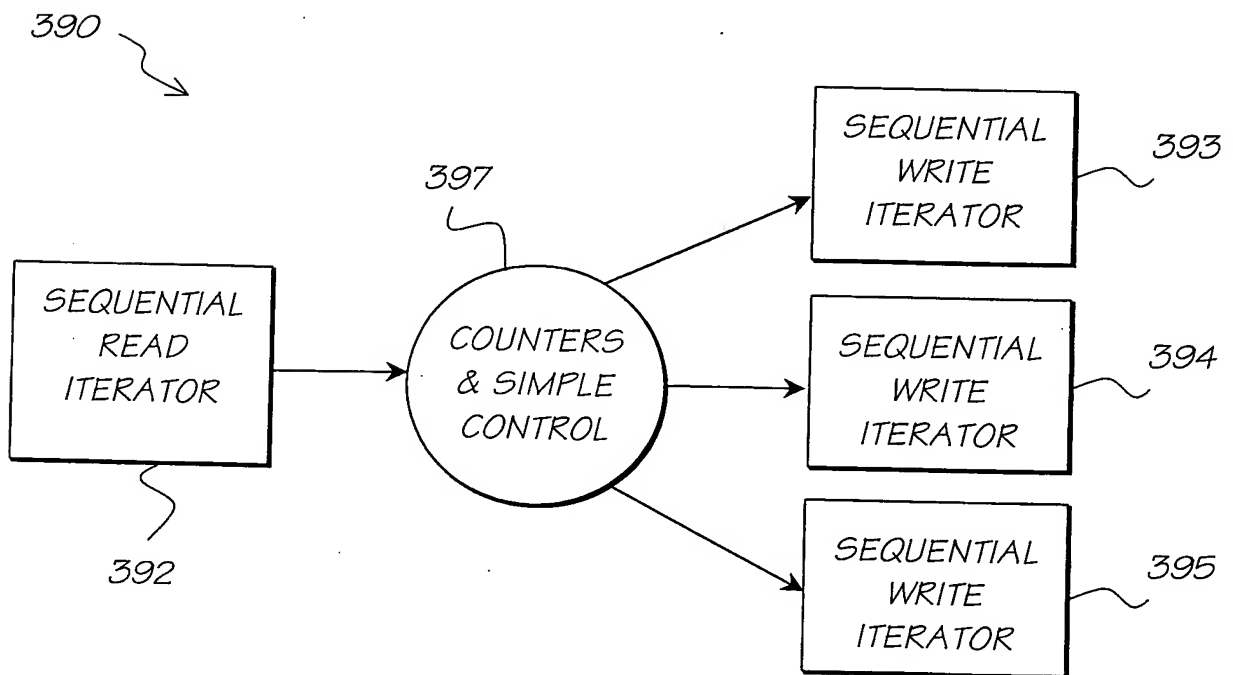 390
397
SEQUENTIAL
READ
ITERATOR
392
COUNTERS
& SIMPLE
CONTROL
SEQUENTIAL
WRITE
ITERATOR
393
SEQUENTIAL
WRITE
ITERATOR
394
SEQUENTIAL
WRITE
ITERATOR
395